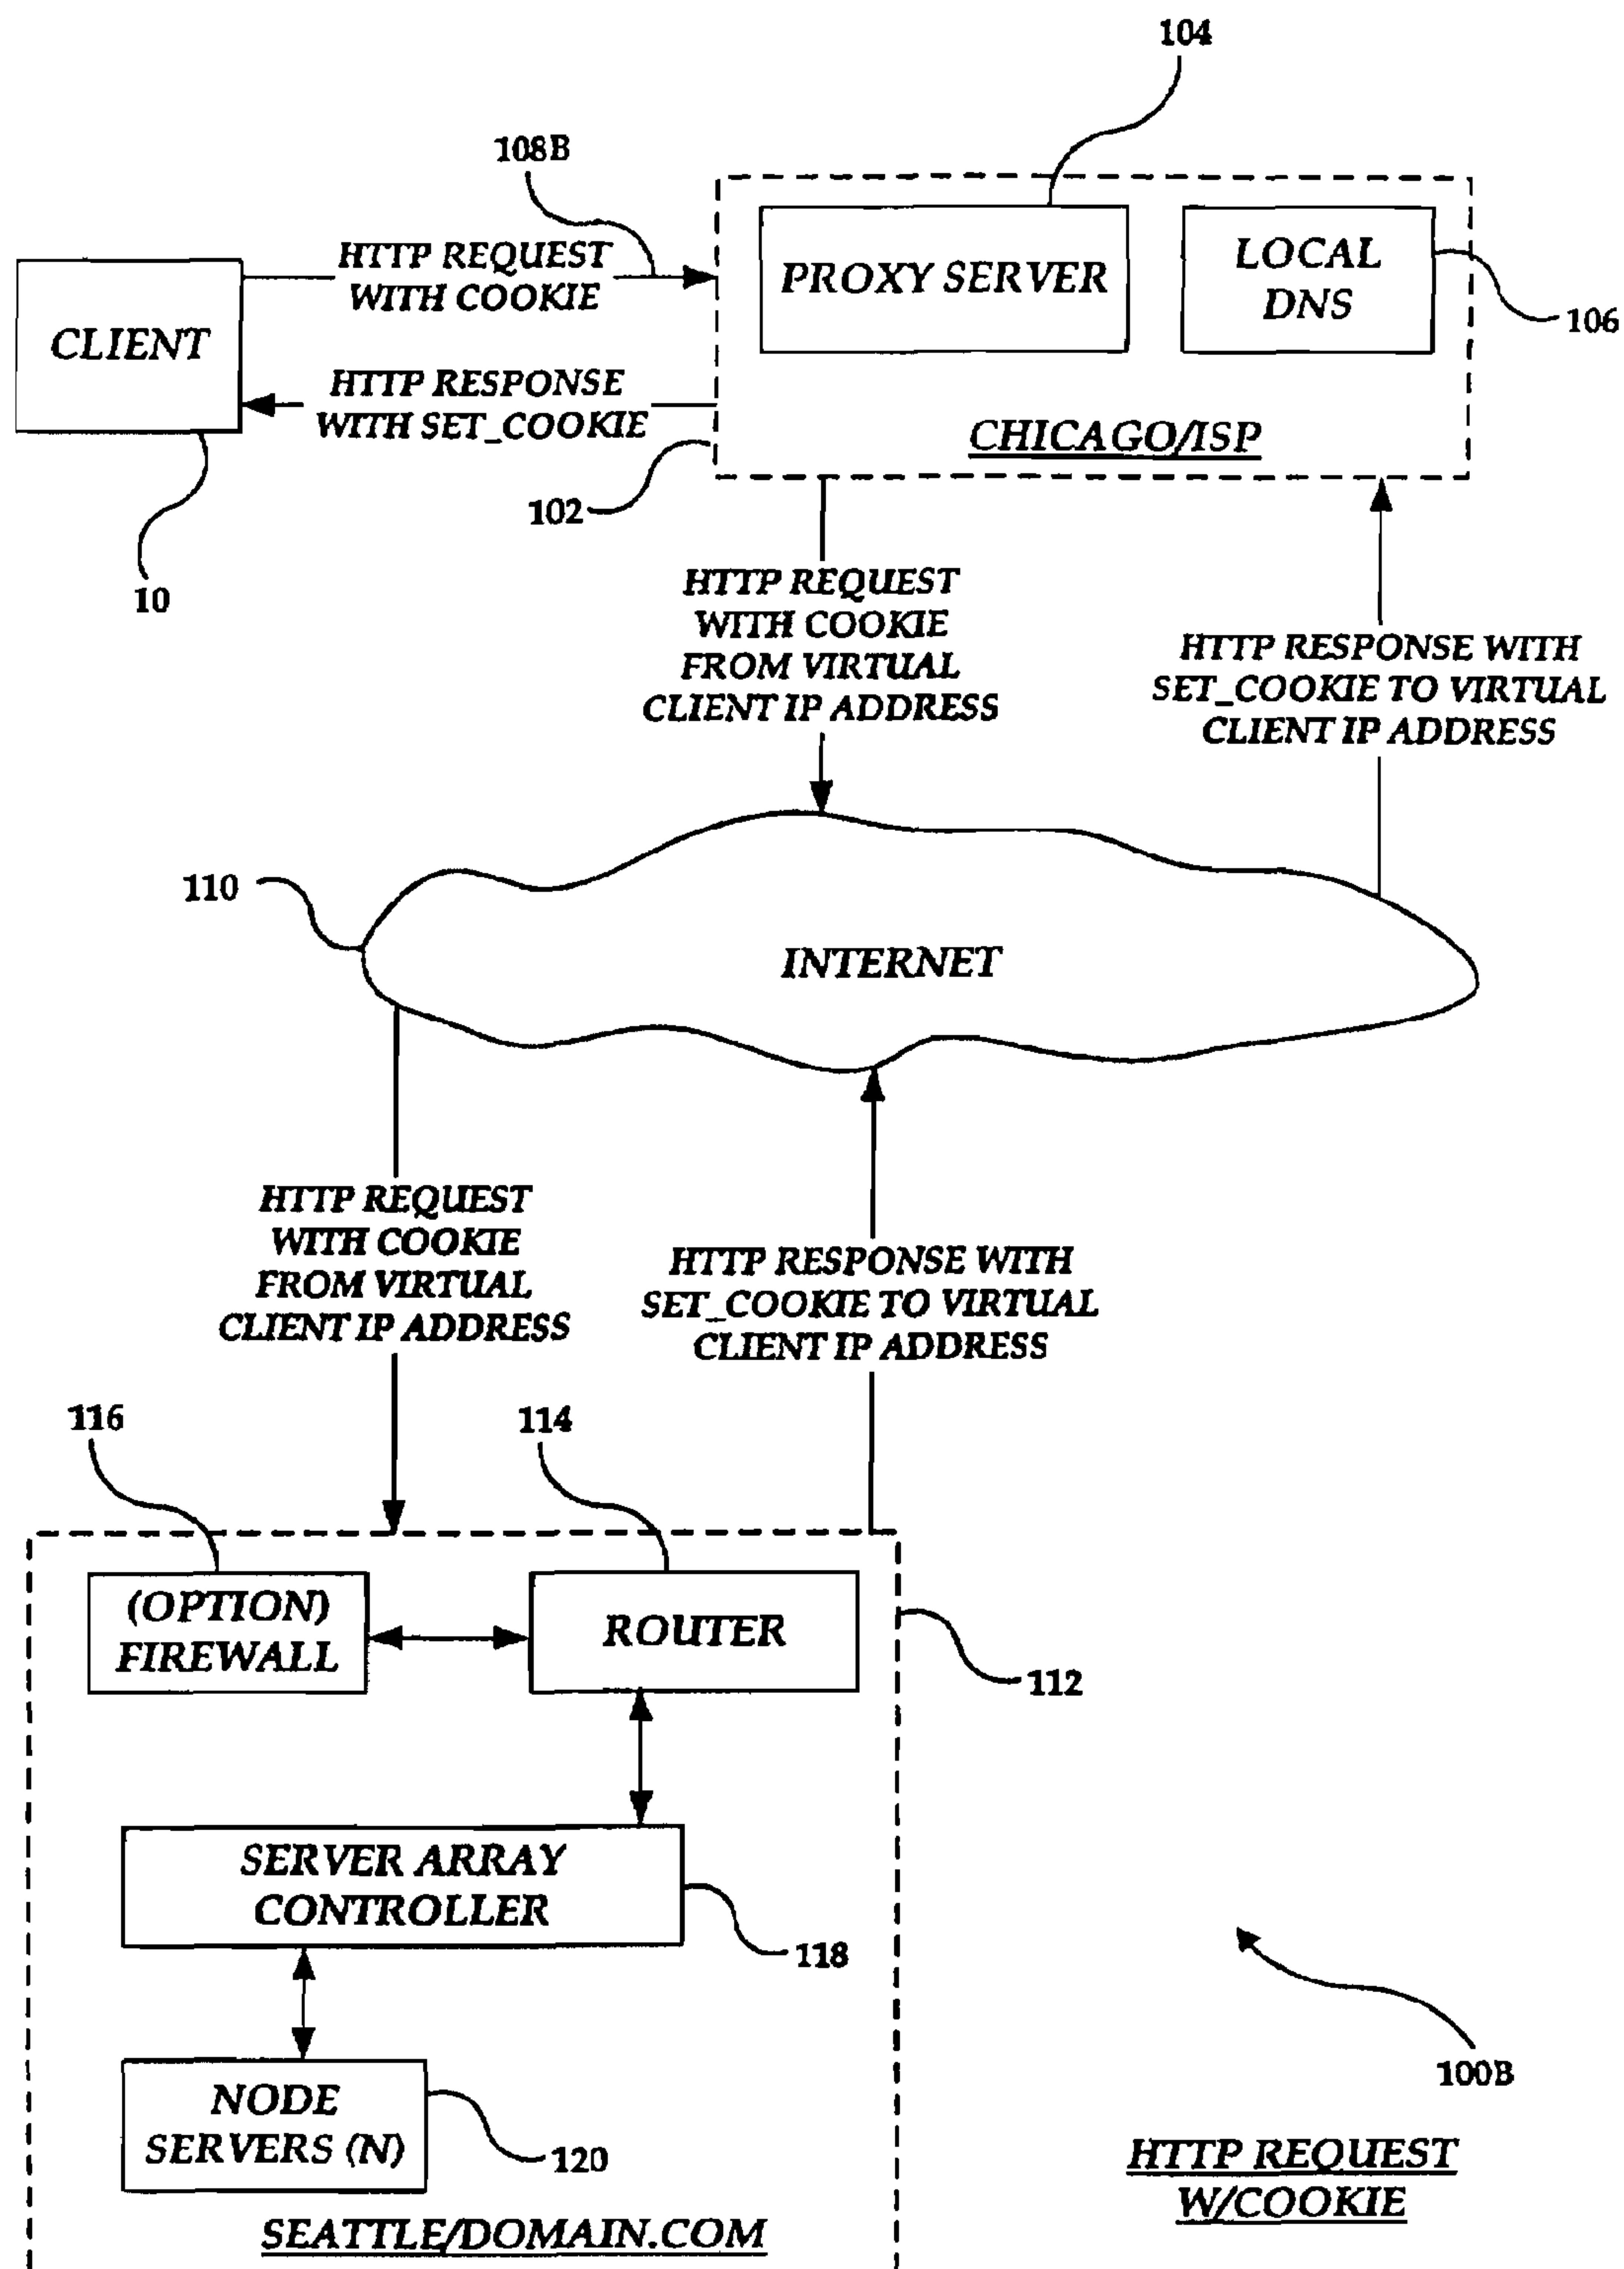 104
108B
HTTP REQUEST
WITH COOKIE
PROXY SERVER
LOCAL
DNS
106
CLIENT
HTTP RESPONSE
WITH SET_COOKIE
CHICAGO/ISP
102
10
HTTP REQUEST
WITH COOKIE
FROM VIRTUAL
CLIENT IP ADDRESS
HTTP RESPONSE WITH
SET_COOKIE TO VIRTUAL
CLIENT IP ADDRESS
110
INTERNET
HTTP REQUEST
WITH COOKIE
FROM VIRTUAL
CLIENT IP ADDRESS
HTTP RESPONSE WITH
SET_COOKIE TO VIRTUAL
CLIENT IP ADDRESS
116
114
(OPTION)
FIREWALL
ROUTER
112
SERVER ARRAY
CONTROLLER
118
NODE
SERVERS (N)
120
100B
HTTP REQUEST
W/COOKIE
SEATTLE/DOMAIN.COM